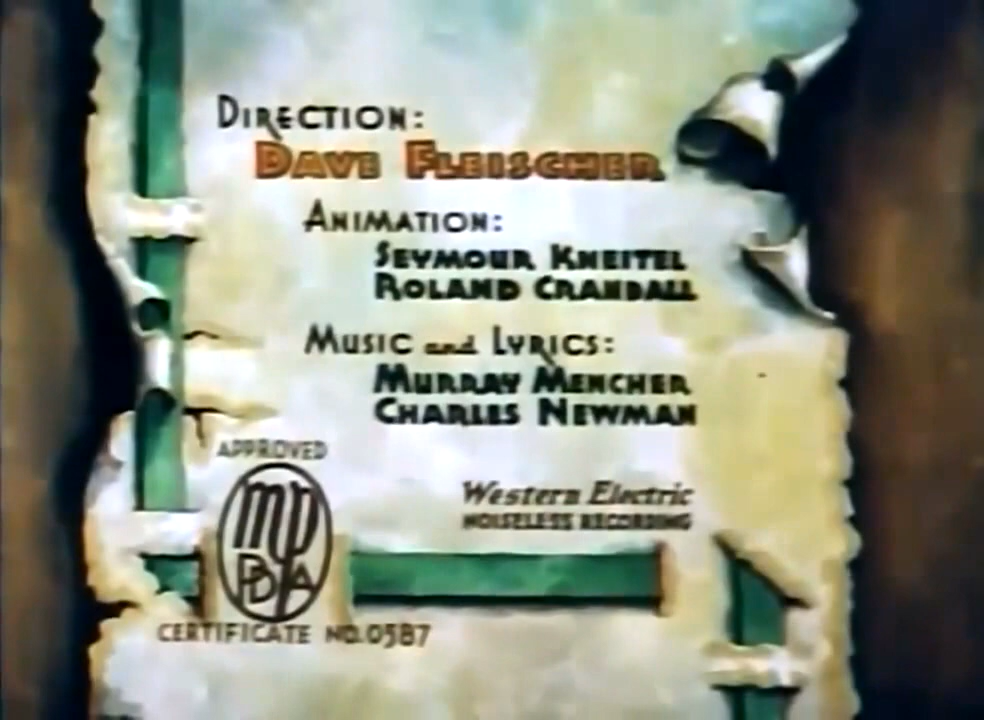 DIRECTION:
DAVE FLEISCHER
ANIMATION:
SEYMOUR KNEITEL
ROLAND CRANDALL
MUSIC and LYRICS:
MURRAY MENCHER
CHARLES NEWMAN
APPROVED
MPPDA
Western Electric
NOISELESS RECORDING
CERTIFICATE NO. 0587